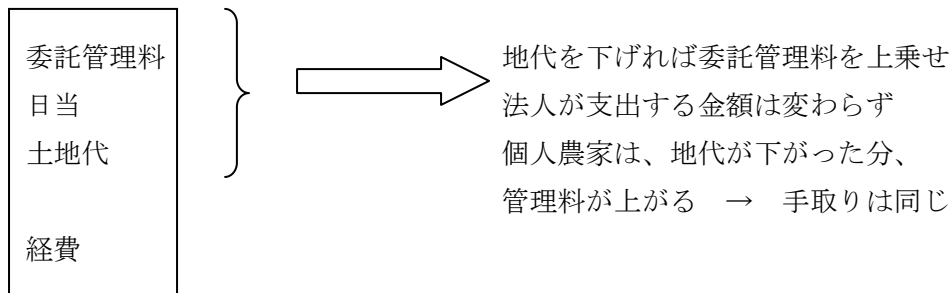 委託管理料
日当
土地代
経費
地代を下げれば委託管理料を上乗せ
法人が支出する金額は変わらず
個人農家は、地代が下がった分、
管理料が上がる　→　手取りは同じ